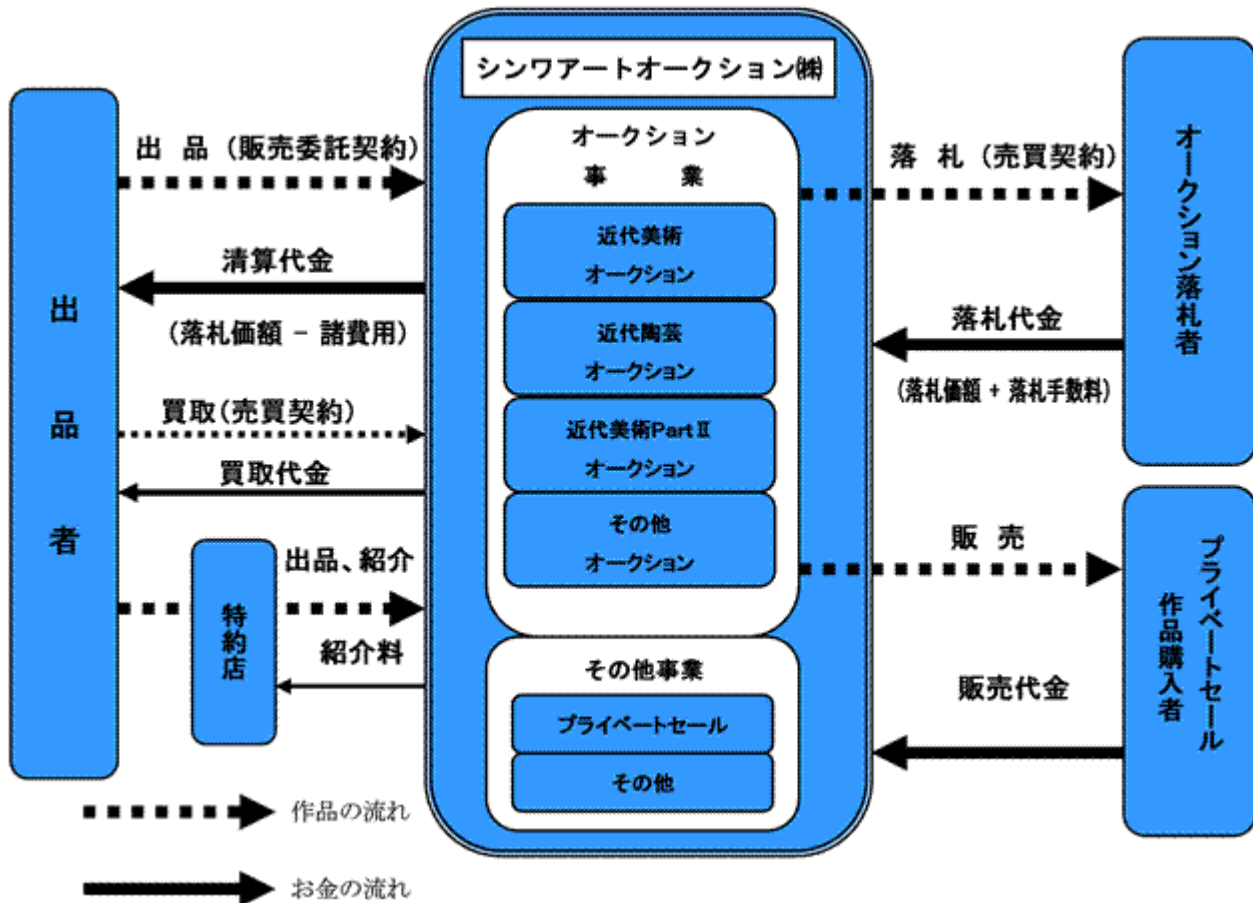 シンワアートオークション㈱
出品者
出 品 (販売委託契約)
清算代金
(落札価額 - 諸費用)
買取(売買契約)
買取代金
出品、紹介
特約店
紹介料
オークション
事 業
近代美術
オークション
近代陶芸
オークション
近代美術PartⅡ
オークション
その他
オークション
その他事業
プライベートセール
その他
落 札 (売買契約)
落札代金
(落札価額 + 落札手数料)
オークション落札者
販 売
販売代金
プライベートセール
作品購入者
作品の流れ
お金の流れ